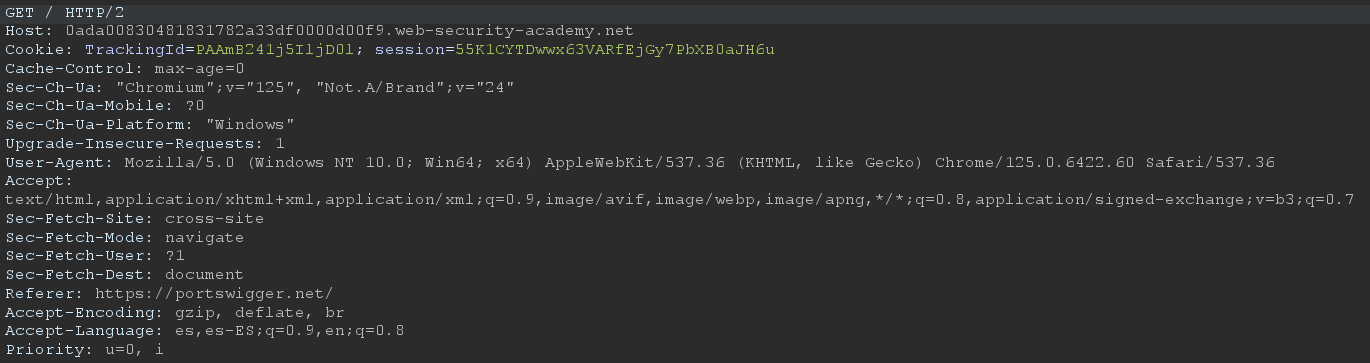 GET / HTTP/2
Host: 0ada00830481831782a33df0000d00f9.web-security-academy.net
Cookie: TrackingId=PAAmB241j5IljD0l; session=55K1CYTDwwx63VARfEjGy7PbXB0aJH6u
Cache-Control: max-age=0
Sec-Ch-Ua: "Chromium";v="125", "Not.A/Brand";v="24"
Sec-Ch-Ua-Mobile: ?0
Sec-Ch-Ua-Platform: "Windows"
Upgrade-Insecure-Requests: 1
User-Agent: Mozilla/5.0 (Windows NT 10.0; Win64; x64) AppleWebKit/537.36 (KHTML, like Gecko) Chrome/125.0.6422.60 Safari/537.36
Accept:
text/html,application/xhtml+xml,application/xml;q=0.9,image/avif,image/webp,image/apng,*/*;q=0.8,application/signed-exchange;v=b3;q=0.7
Sec-Fetch-Site: cross-site
Sec-Fetch-Mode: navigate
Sec-Fetch-User: ?1
Sec-Fetch-Dest: document
Referer: https://portswigger.net/
Accept-Encoding: gzip, deflate, br
Accept-Language: es,es-ES;q=0.9,en;q=0.8
Priority: u=0, i